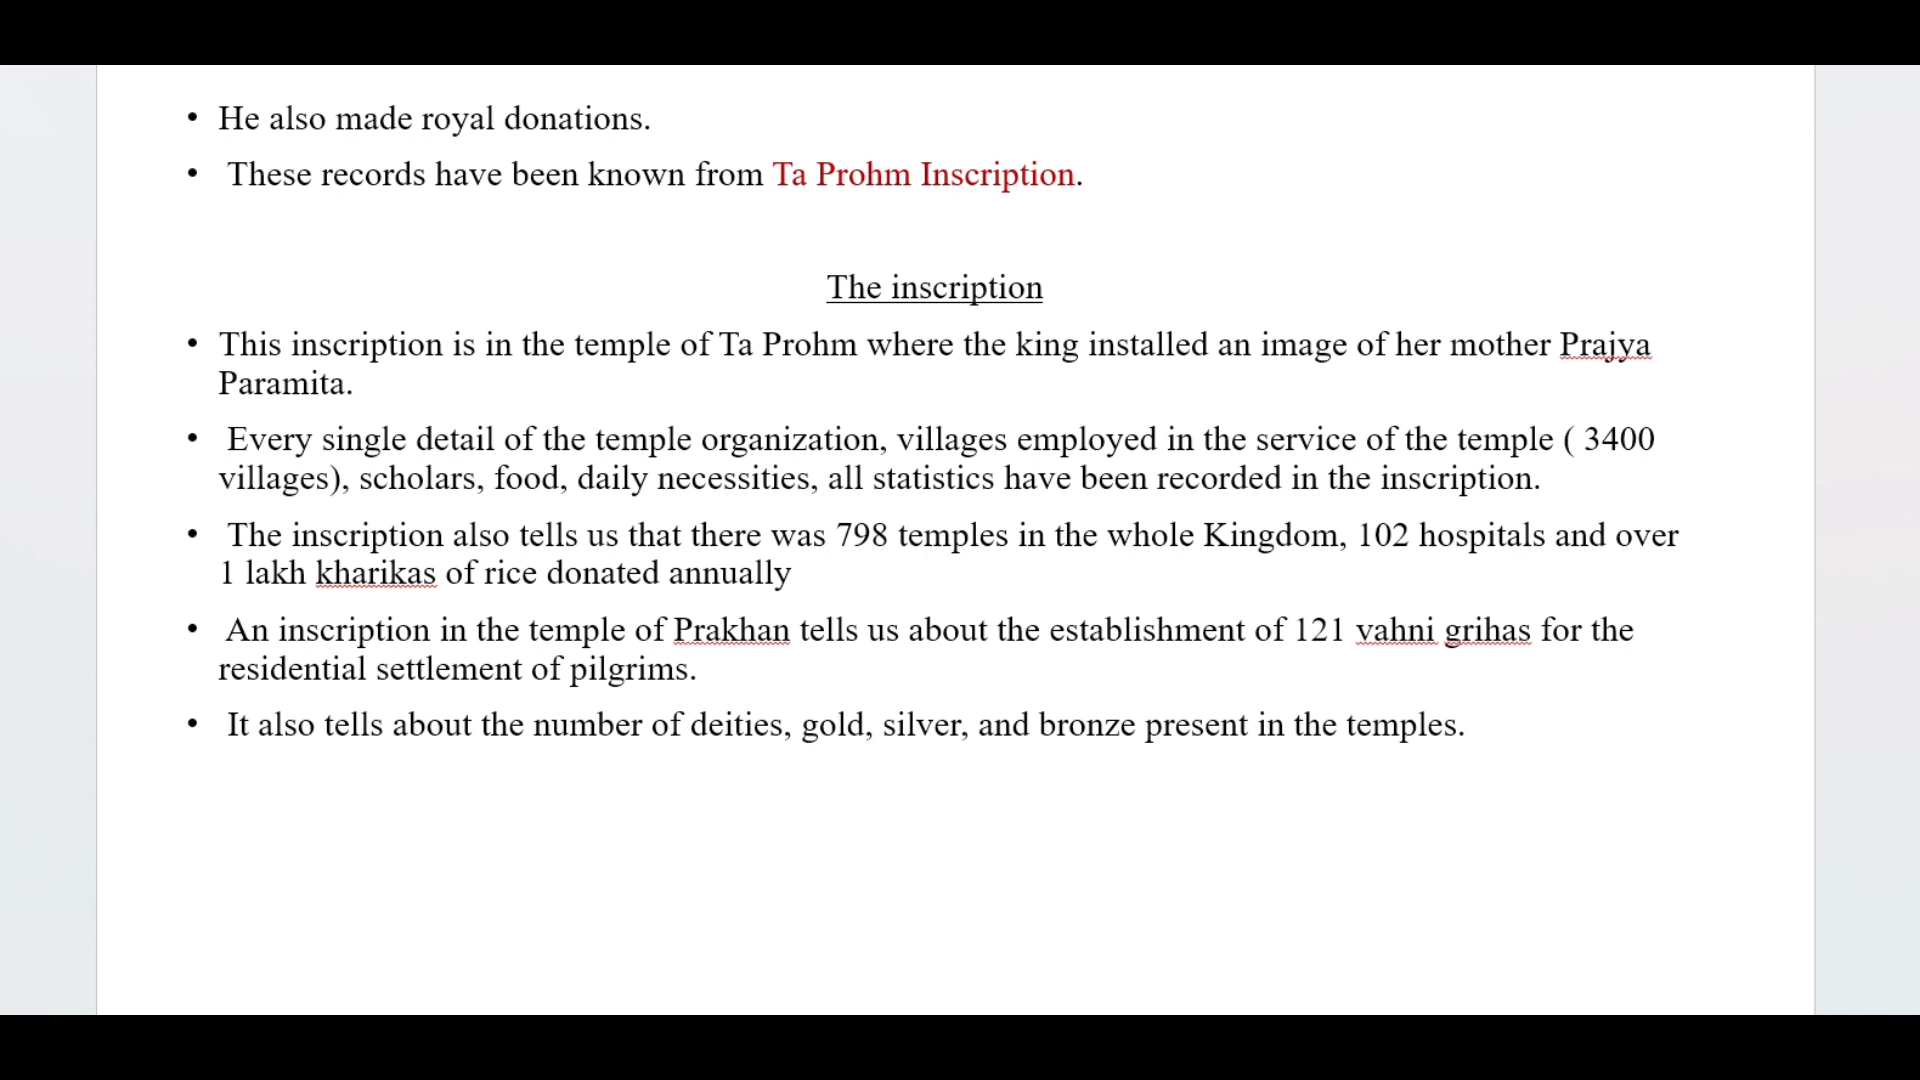 • He also made royal donations.
• These records have been known from Ta Prohm Inscription.
The inscription
• This inscription is in the temple of Ta Prohm where the king installed an image of her mother Prajya
Paramita.
• Every single detail of the temple organization, villages employed in the service of the temple ( 3400
villages), scholars, food, daily necessities, all statistics have been recorded in the inscription.
• The inscription also tells us that there was 798 temples in the whole Kingdom, 102 hospitals and over
1 lakh kharikas of rice donated annually
• An inscription in the temple of Prakhan tells us about the establishment of 121 vahni grihas for the
residential settlement of pilgrims.
• It also tells about the number of deities, gold, silver, and bronze present in the temples.